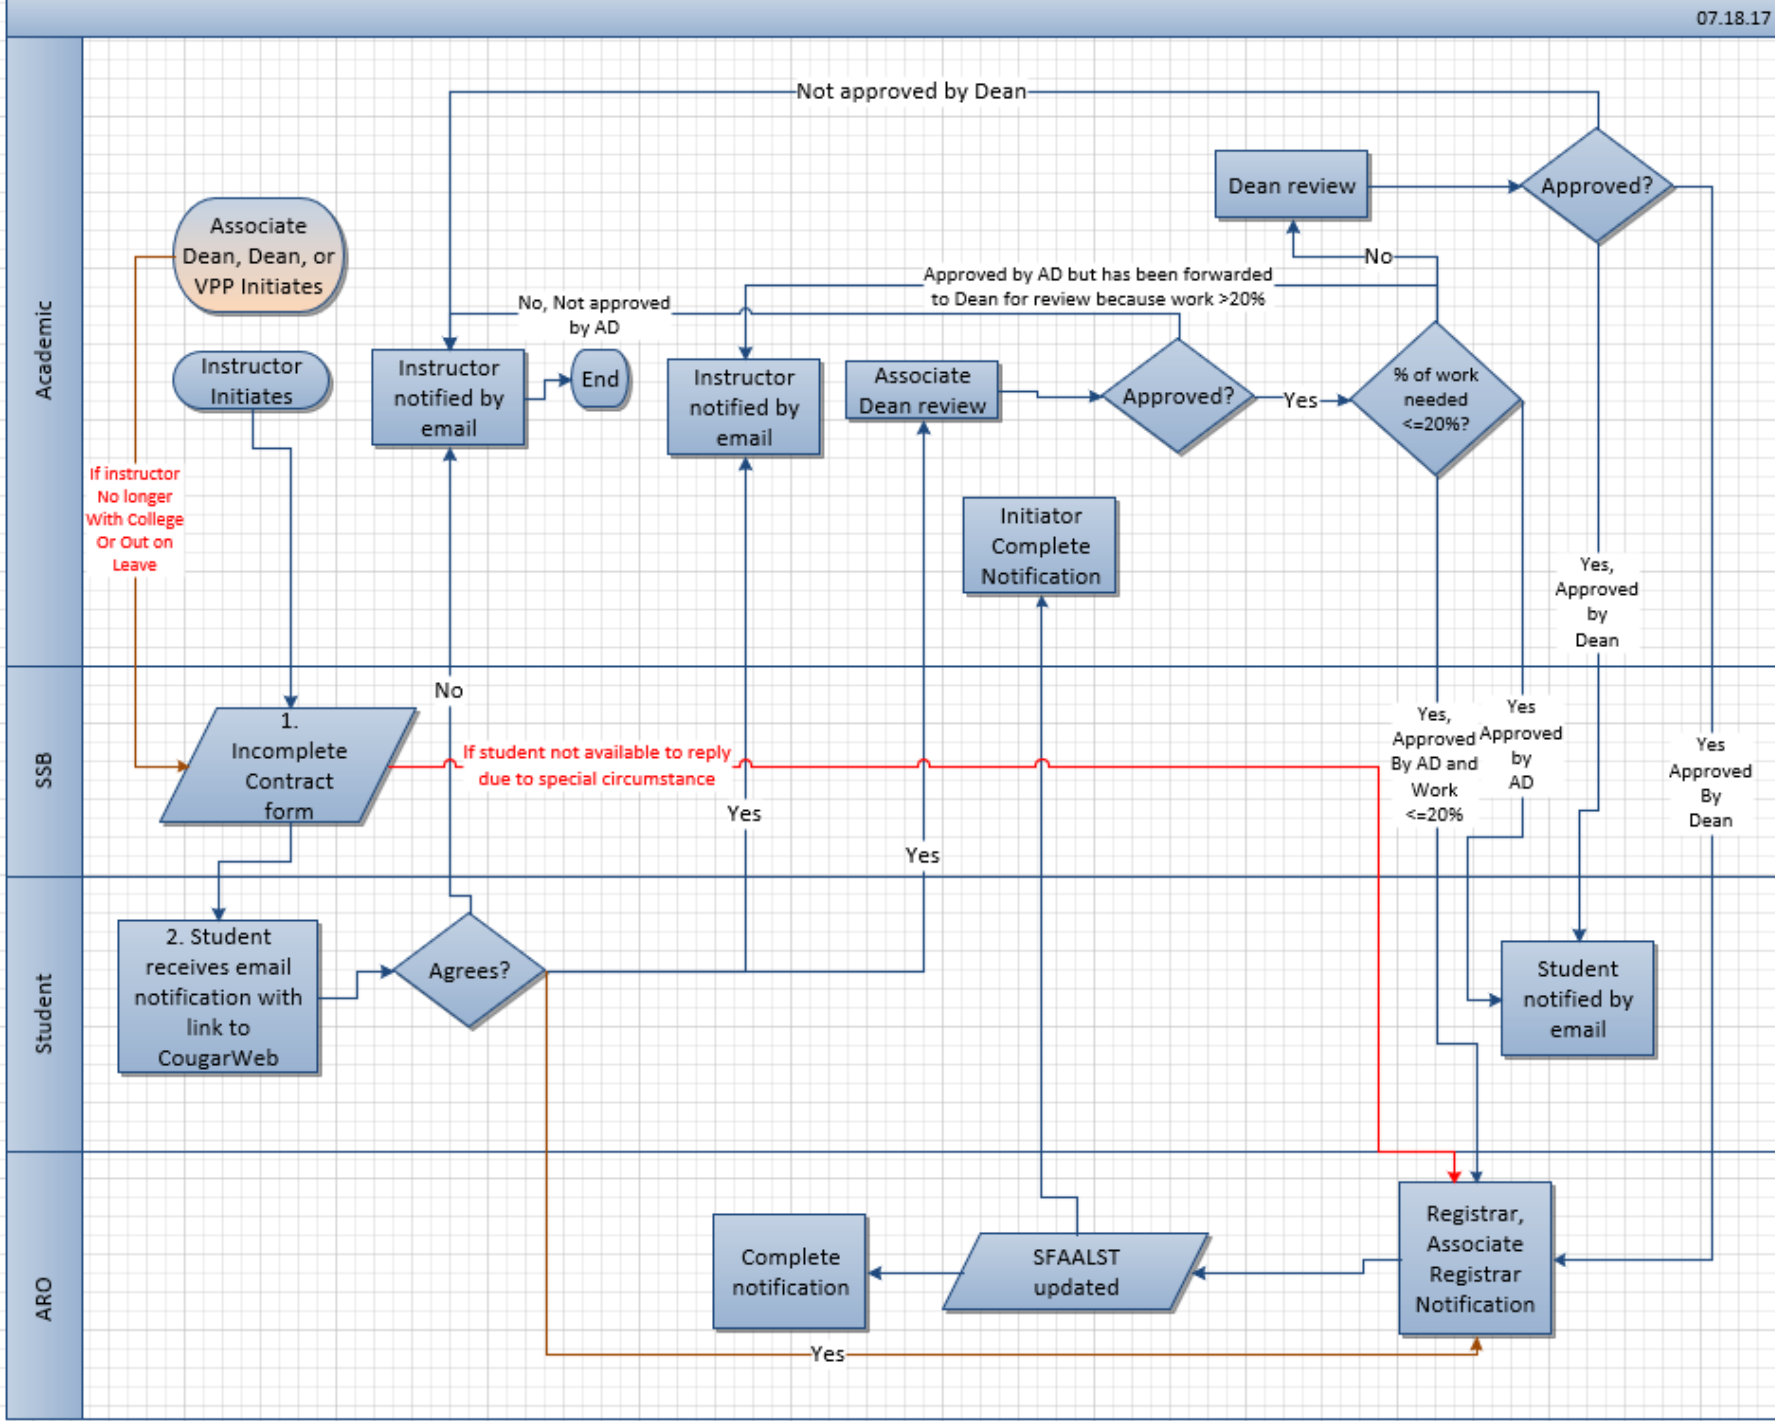 07.18.17
Academic
SSB
Student
ARO
Not approved by Dean
Dean review
Approved?
Associate
Dean, Dean, or
VPP Initiates
No
Approved by AD but has been forwarded
to Dean for review because work >20%
No, Not approved
by AD
Instructor
Initiates
Instructor
notified by
email
End
Instructor
notified by
email
Associate
Dean review
Approved?
Yes
% of work
needed
<=20%?
If instructor
No longer
With College
Or Out on
Leave
Initiator
Complete
Notification
Yes,
Approved
by
Dean
No
1.
Incomplete
Contract
form
If student not available to reply
due to special circumstance
Yes
Yes
Yes,
Approved
By AD and
Work
<=20%
Yes
Approved
by
AD
Yes
Approved
By
Dean
2. Student
receives email
notification with
link to
CougarWeb
Agrees?
Student
notified by
email
Complete
notification
SFAALST
updated
Registrar,
Associate
Registrar
Notification
Yes